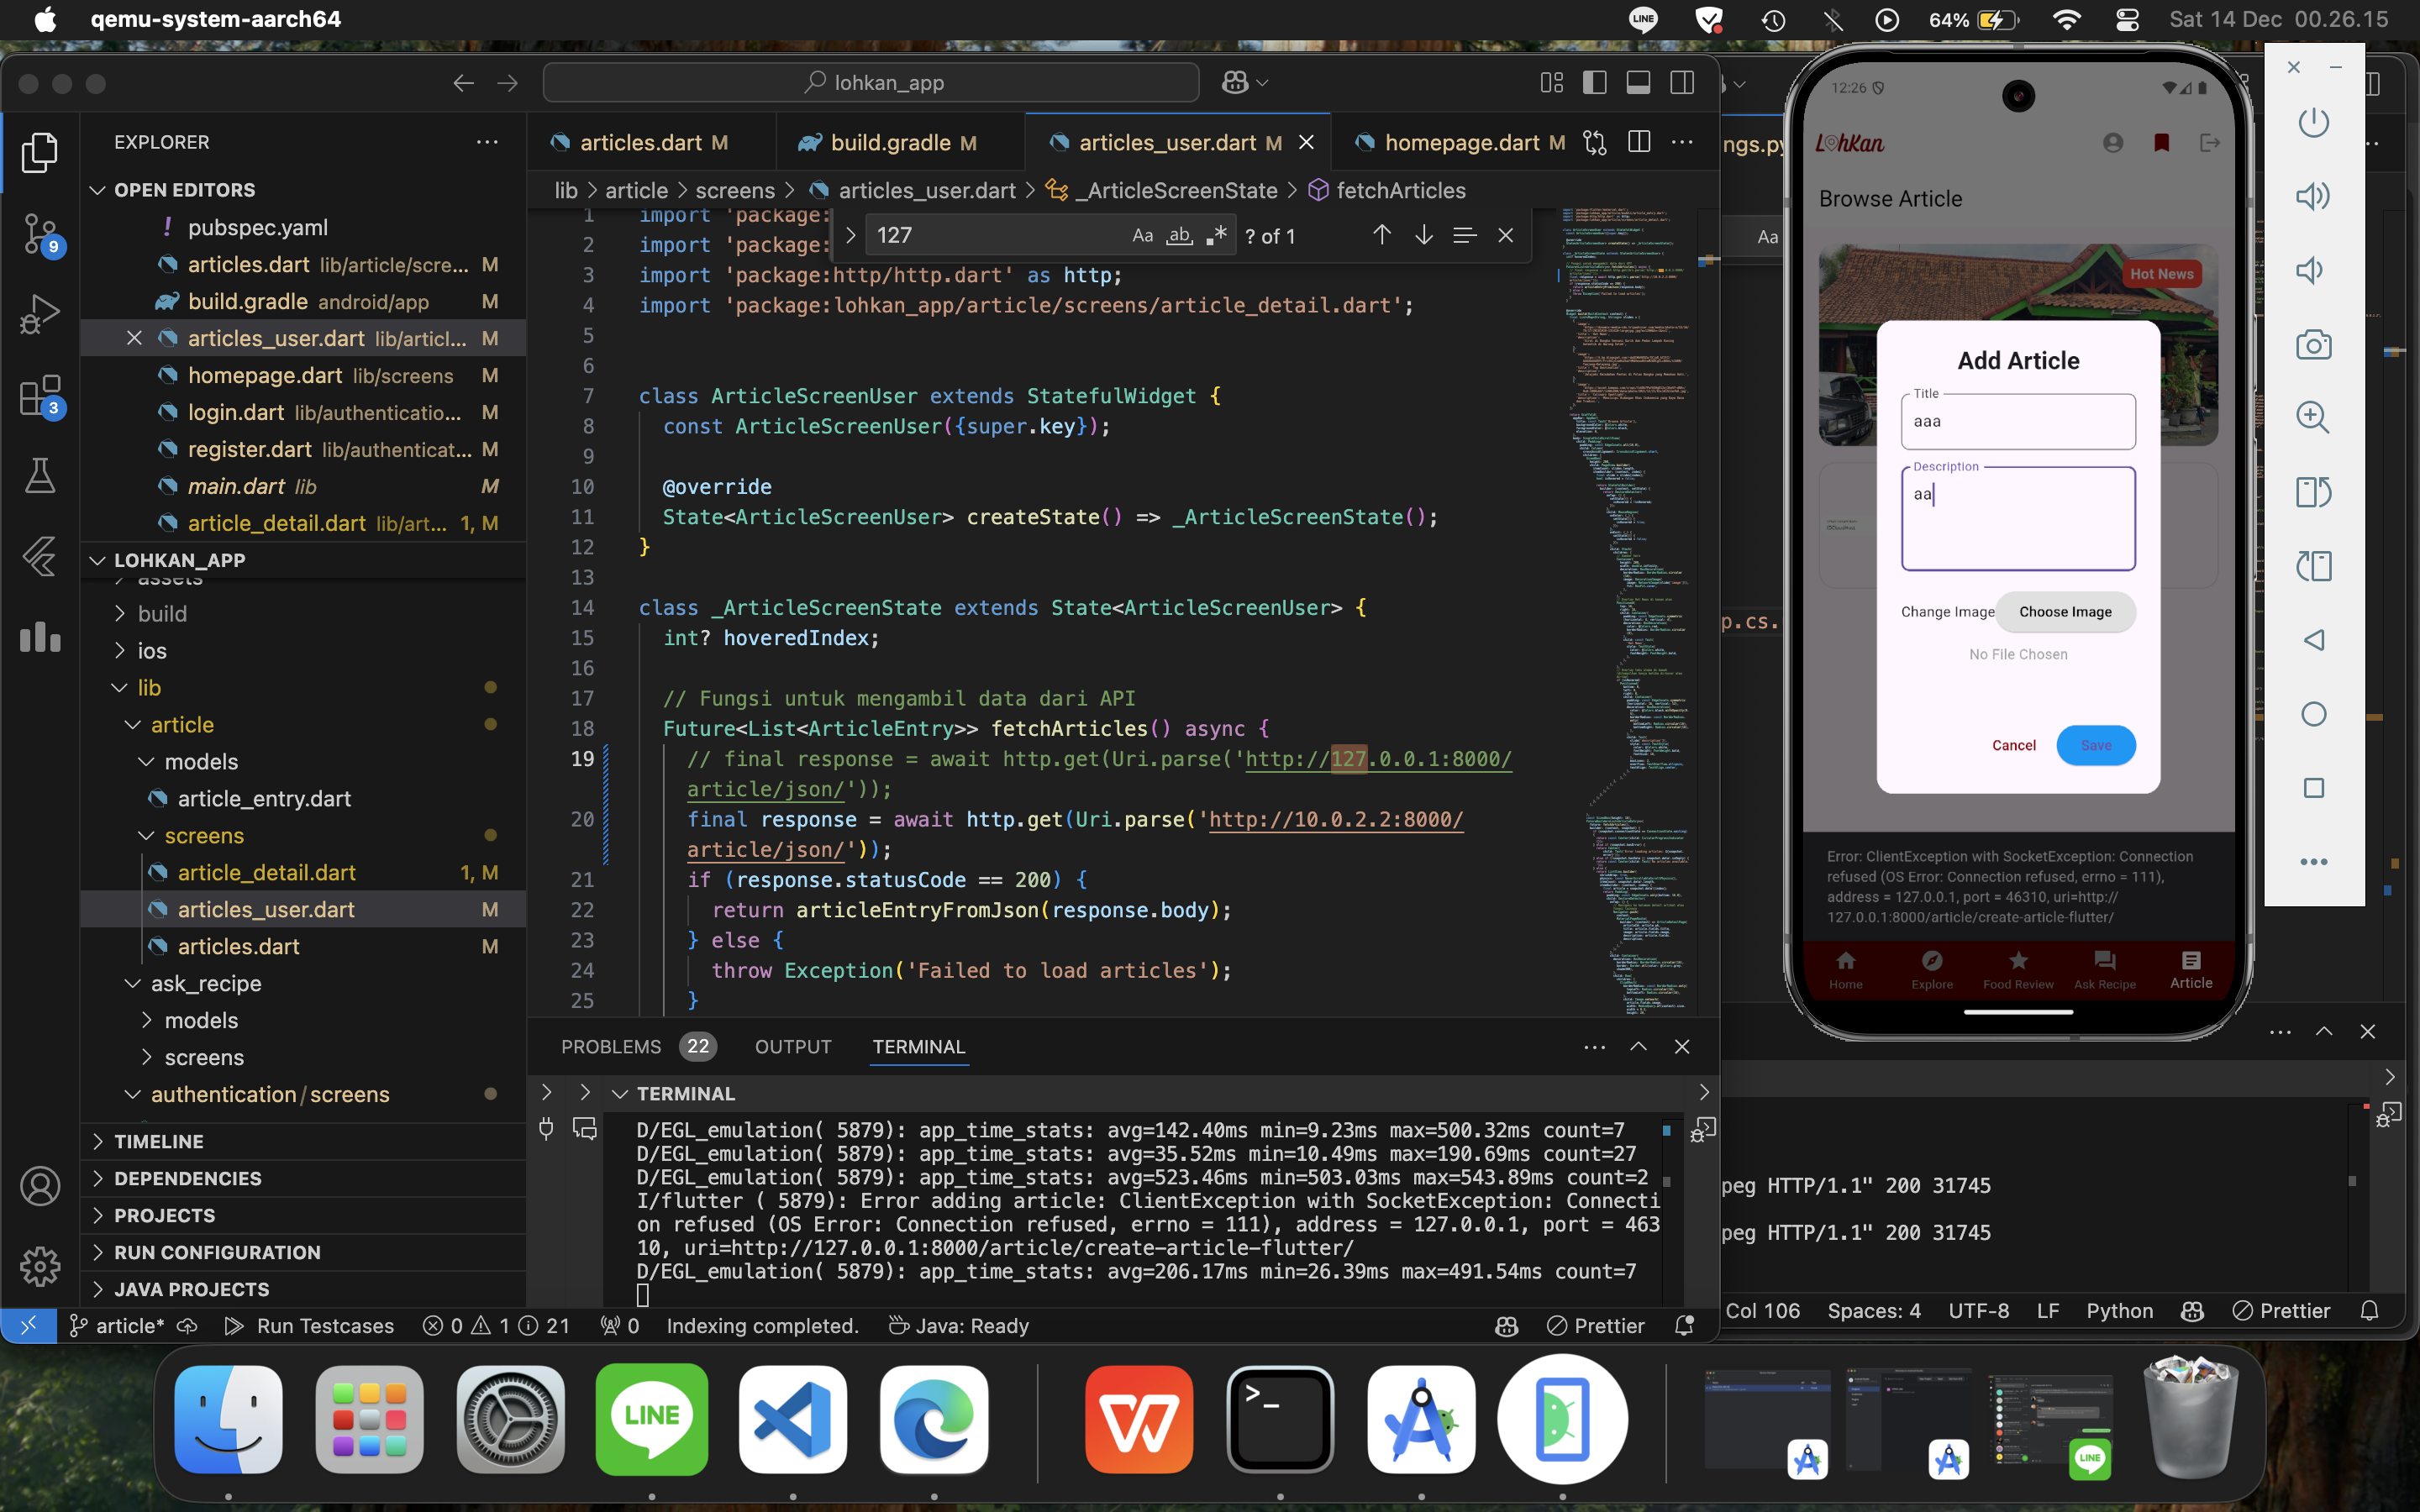 qemu-system-aarch64
LINE
64%
Sat 14 Dec 00.26.15
lohkan_app
EXPLORER
OPEN EDITORS
pubspec.yaml
articles.dart lib/article/scre... M
build.gradle android/app M
articles_user.dart lib/articl... M
homepage.dart lib/screens M
login.dart lib/authenticatio... M
register.dart lib/authenticat... M
main.dart lib M
article_detail.dart lib/art... 1, M
LOHKAN_APP
assets
build
ios
lib
article
models
article_entry.dart
screens
article_detail.dart 1, M
articles_user.dart M
articles.dart M
ask_recipe
models
screens
authentication/screens
TIMELINE
DEPENDENCIES
PROJECTS
RUN CONFIGURATION
JAVA PROJECTS
9
3
articles.dart M
build.gradle M
articles_user.dart M
homepage.dart M
lib > article > screens > articles_user.dart > _ArticleScreenState > fetchArticles
127
Aa ab
? of 1
1 import 'package:
2 import 'package:
3 import 'package:http/http.dart' as http;
4 import 'package:lohkan_app/article/screens/article_detail.dart';
5
6
7 class ArticleScreenUser extends StatefulWidget {
8 const ArticleScreenUser({super.key});
9
10 @override
11 State<ArticleScreenUser> createState() => _ArticleScreenState();
12 }
13
14 class _ArticleScreenState extends State<ArticleScreenUser> {
15 int? hoveredIndex;
16
17 // Fungsi untuk mengambil data dari API
18 Future<List<ArticleEntry>> fetchArticles() async {
19 // final response = await http.get(Uri.parse('http://127.0.0.1:8000/
article/json/'));
20 final response = await http.get(Uri.parse('http://10.0.2.2:8000/
article/json/'));
21 if (response.statusCode == 200) {
22 return articleEntryFromJson(response.body);
23 } else {
24 throw Exception('Failed to load articles');
25 }
PROBLEMS 22 OUTPUT TERMINAL
TERMINAL
D/EGL_emulation( 5879): app_time_stats: avg=142.40ms min=9.23ms max=500.32ms count=7
D/EGL_emulation( 5879): app_time_stats: avg=35.52ms min=10.49ms max=190.69ms count=27
D/EGL_emulation( 5879): app_time_stats: avg=523.46ms min=503.03ms max=543.89ms count=2
I/flutter ( 5879): Error adding article: ClientException with SocketException: Connecti
on refused (OS Error: Connection refused, errno = 111), address = 127.0.0.1, port = 463
10, uri=http://127.0.0.1:8000/article/create-article-flutter/
D/EGL_emulation( 5879): app_time_stats: avg=206.17ms min=26.39ms max=491.54ms count=7
article* Run Testcases 0 1 21 0 Indexing completed. Java: Ready Prettier
ngs.py
Aa
p.cs.
peg HTTP/1.1" 200 31745
peg HTTP/1.1" 200 31745
Col 106 Spaces: 4 UTF-8 LF Python Prettier
12:26
LohKan
Browse Article
Hot News
Add Article
Title
aaa
Description
aa
Change Image Choose Image
No File Chosen
Cancel Save
Error: ClientException with SocketException: Connection
refused (OS Error: Connection refused, errno = 111),
address = 127.0.0.1, port = 46310, uri=http://
127.0.0.1:8000/article/create-article-flutter/
Home Explore Food Review Ask Recipe Article
LINE
LINE